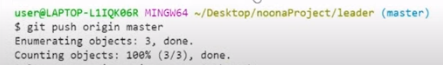 user@LAPTOP-L1IQK06R MINGW64 ~/Desktop/noonaProject/leader (master)
$ git push origin master
Enumerating objects: 3, done.
Counting objects: 100% (3/3), done.